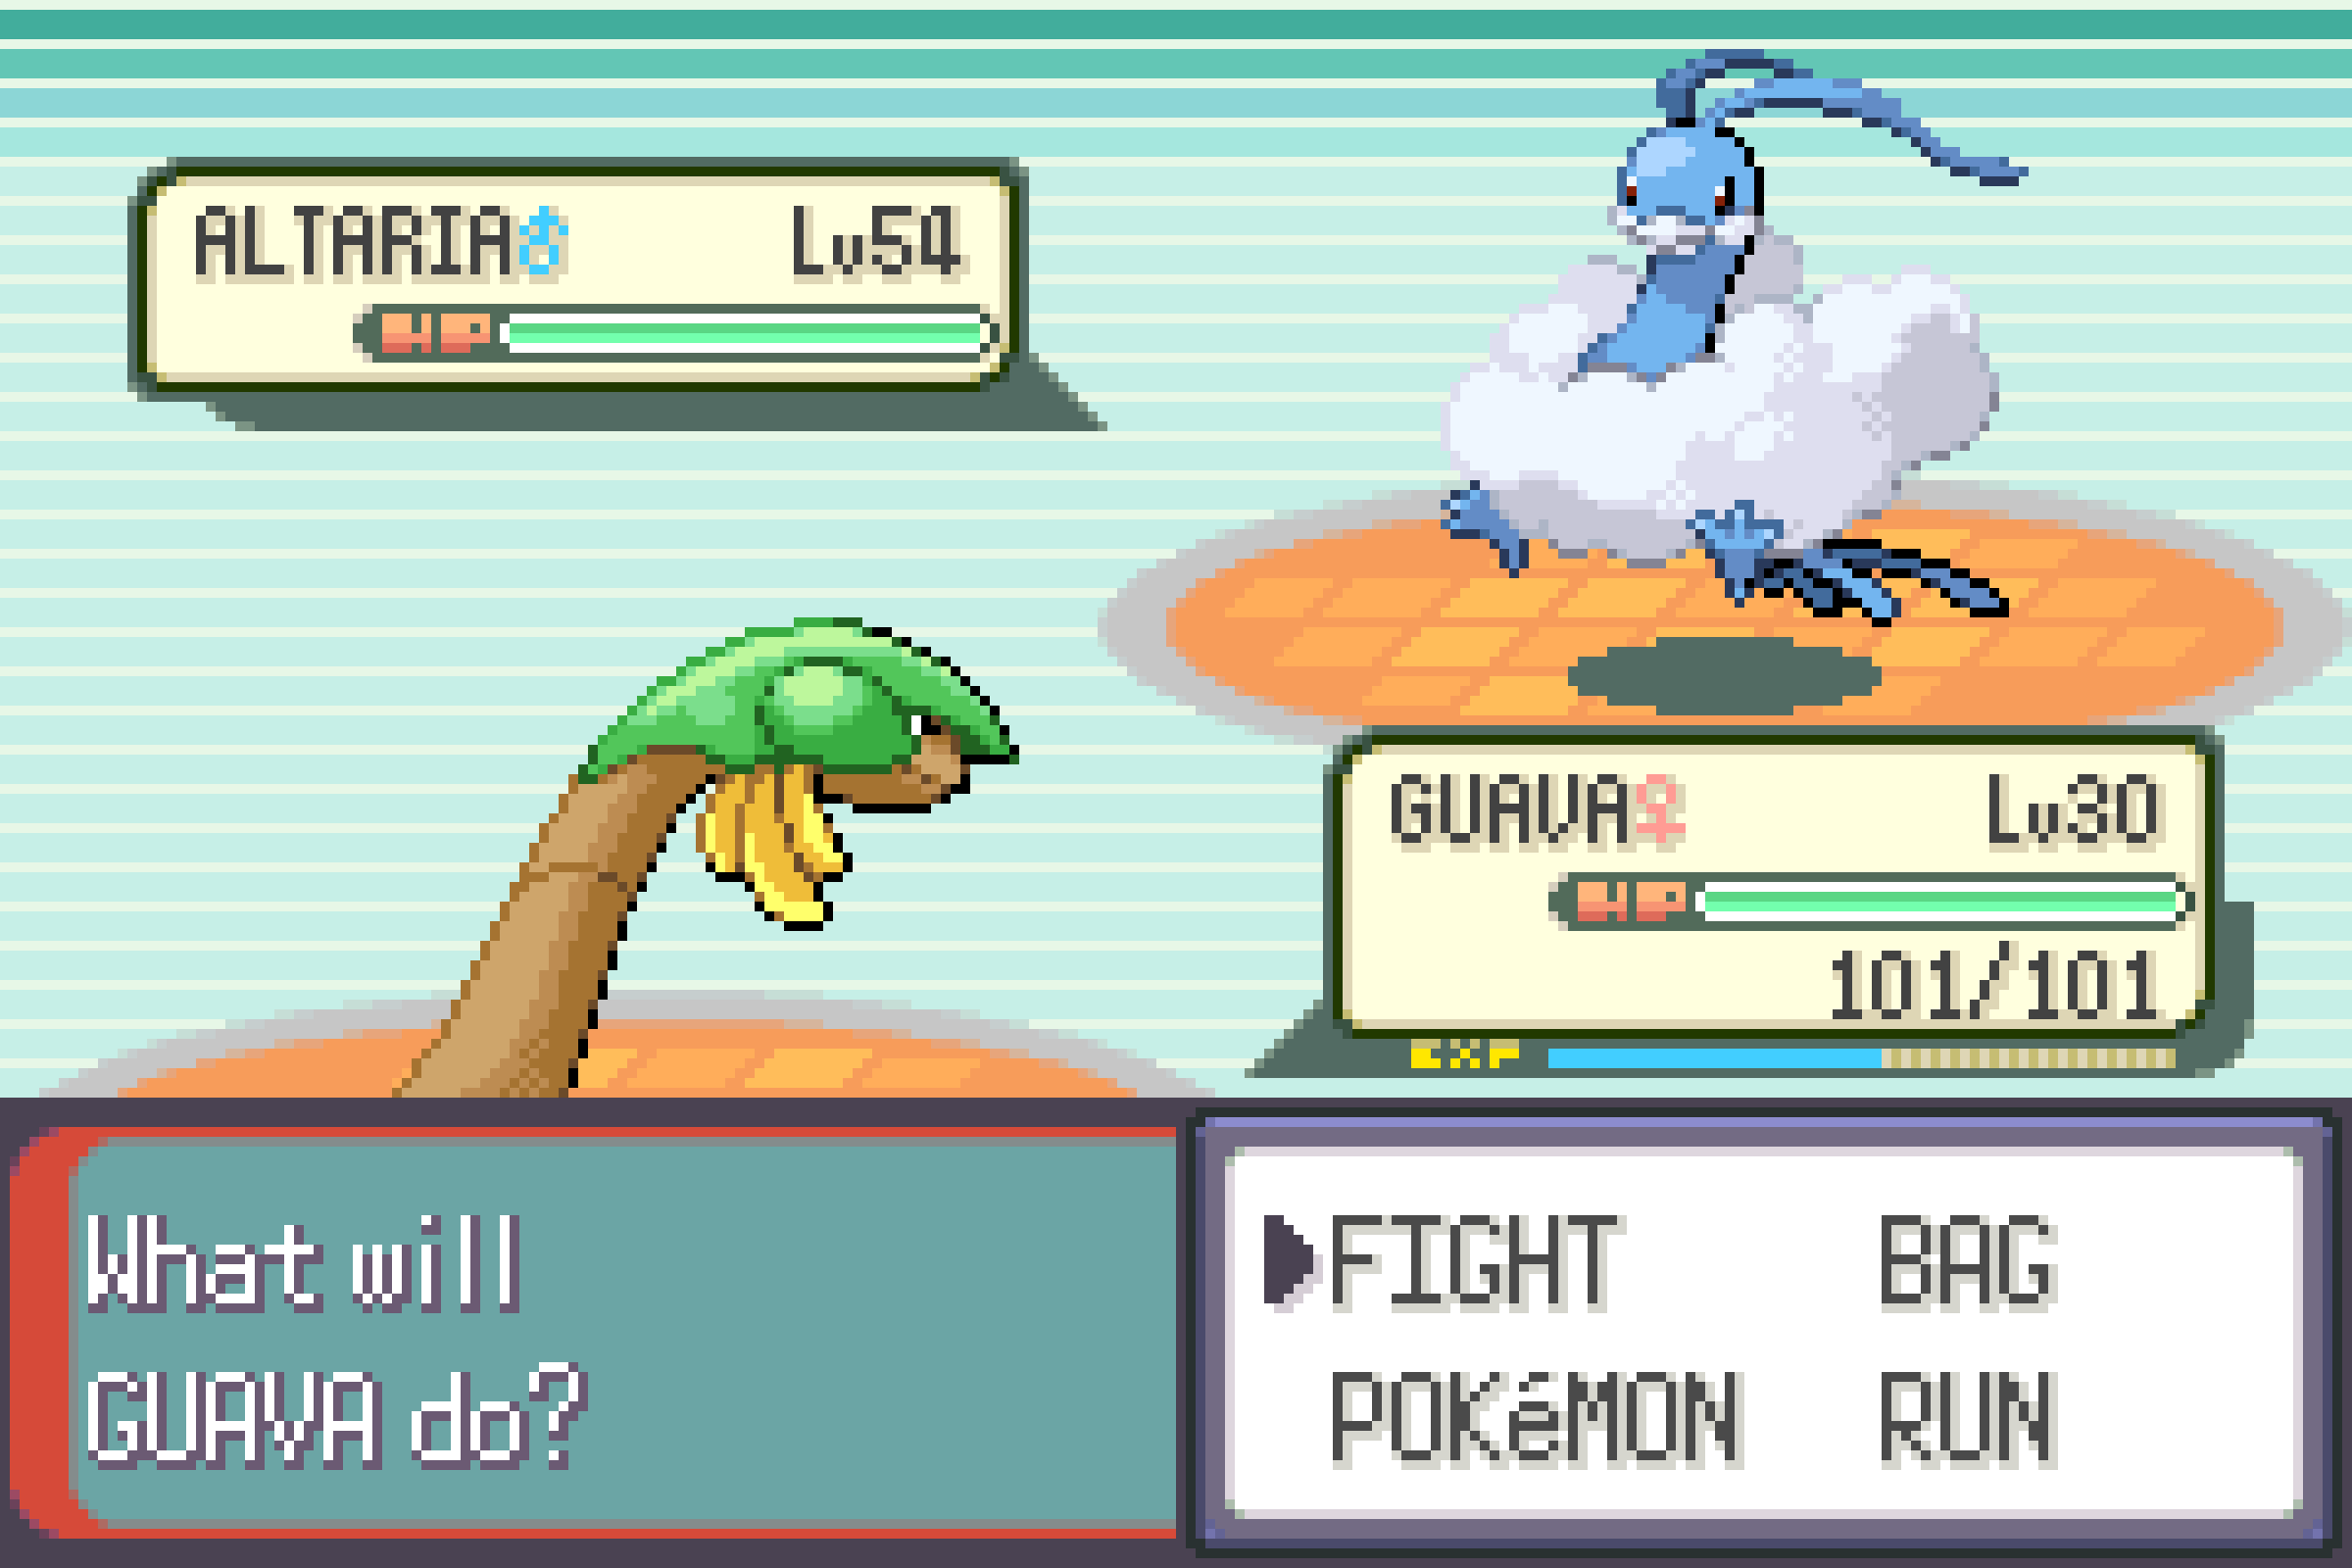 ALTARIA♂ Lv54
HP
GUAVA♀ Lv30
HP
101/101
EXP
What will
GUAVA do?
FIGHT BAG
POKéMON RUN